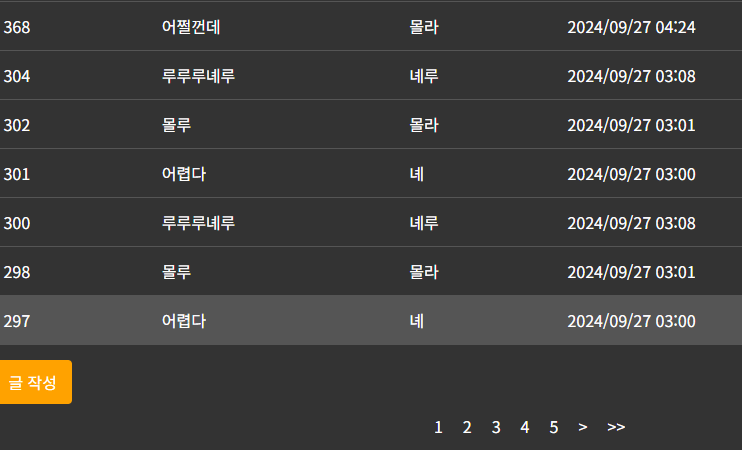 368 어쩔껀데 몰라 2024/09/27 04:24
304 루루루녜루 녜루 2024/09/27 03:08
302 몰루 몰라 2024/09/27 03:01
301 어렵다 녜 2024/09/27 03:00
300 루루루녜루 녜루 2024/09/27 03:08
298 몰루 몰라 2024/09/27 03:01
297 어렵다 녜 2024/09/27 03:00
글 작성
1 2 3 4 5 > >>